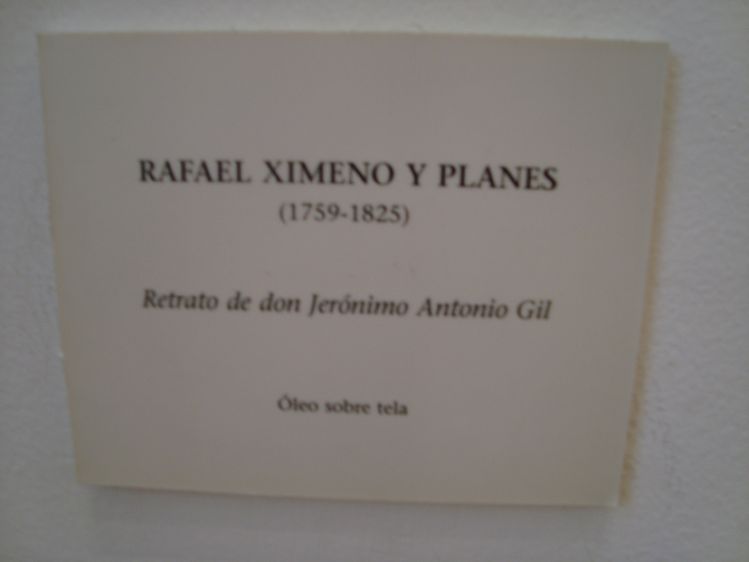 RAFAEL XIMENO Y PLANES
(1759-1825)
Retrato de don Jerónimo Antonio Gil
Óleo sobre tela